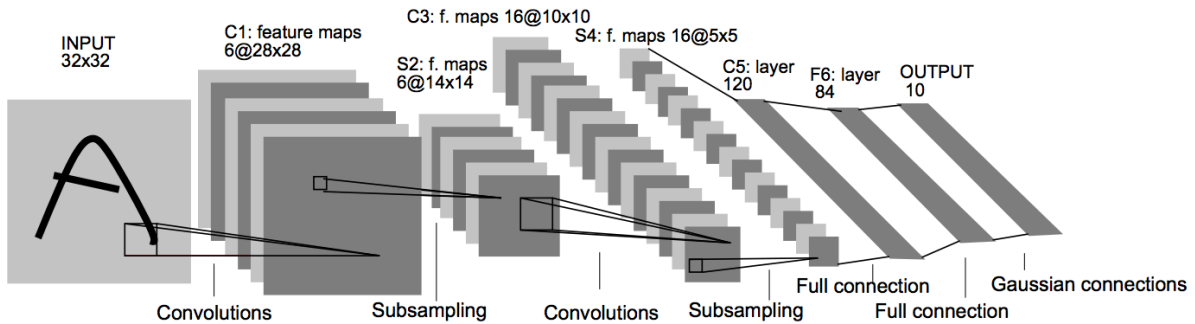 INPUT
32x32
C1: feature maps
6@28x28
S2: f. maps
6@14x14
C3: f. maps 16@10x10
S4: f. maps 16@5x5
C5: layer
120
F6: layer
84
OUTPUT
10
Convolutions
Subsampling
Convolutions
Subsampling
Full connection
Full connection
Gaussian connections
A